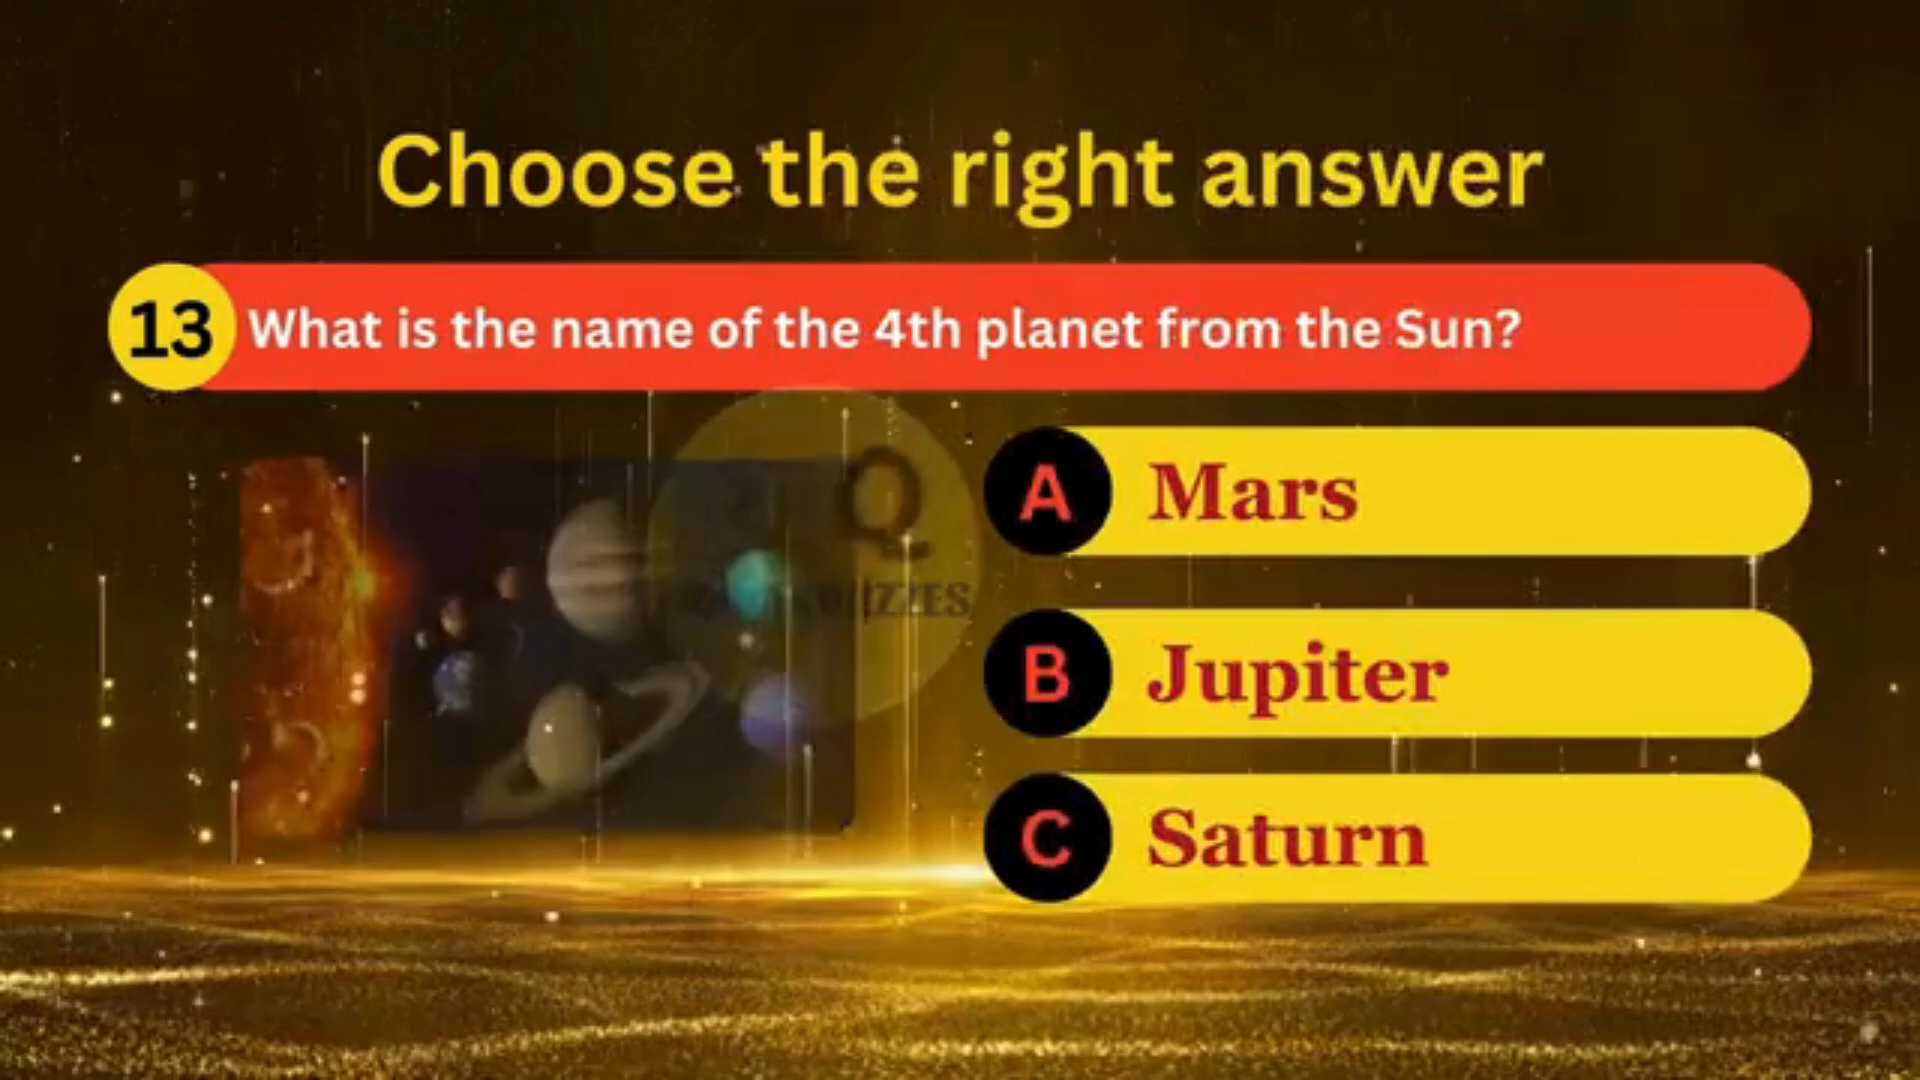 Choose the right answer
13 What is the name of the 4th planet from the Sun?
A Mars
B Jupiter
C Saturn
Q